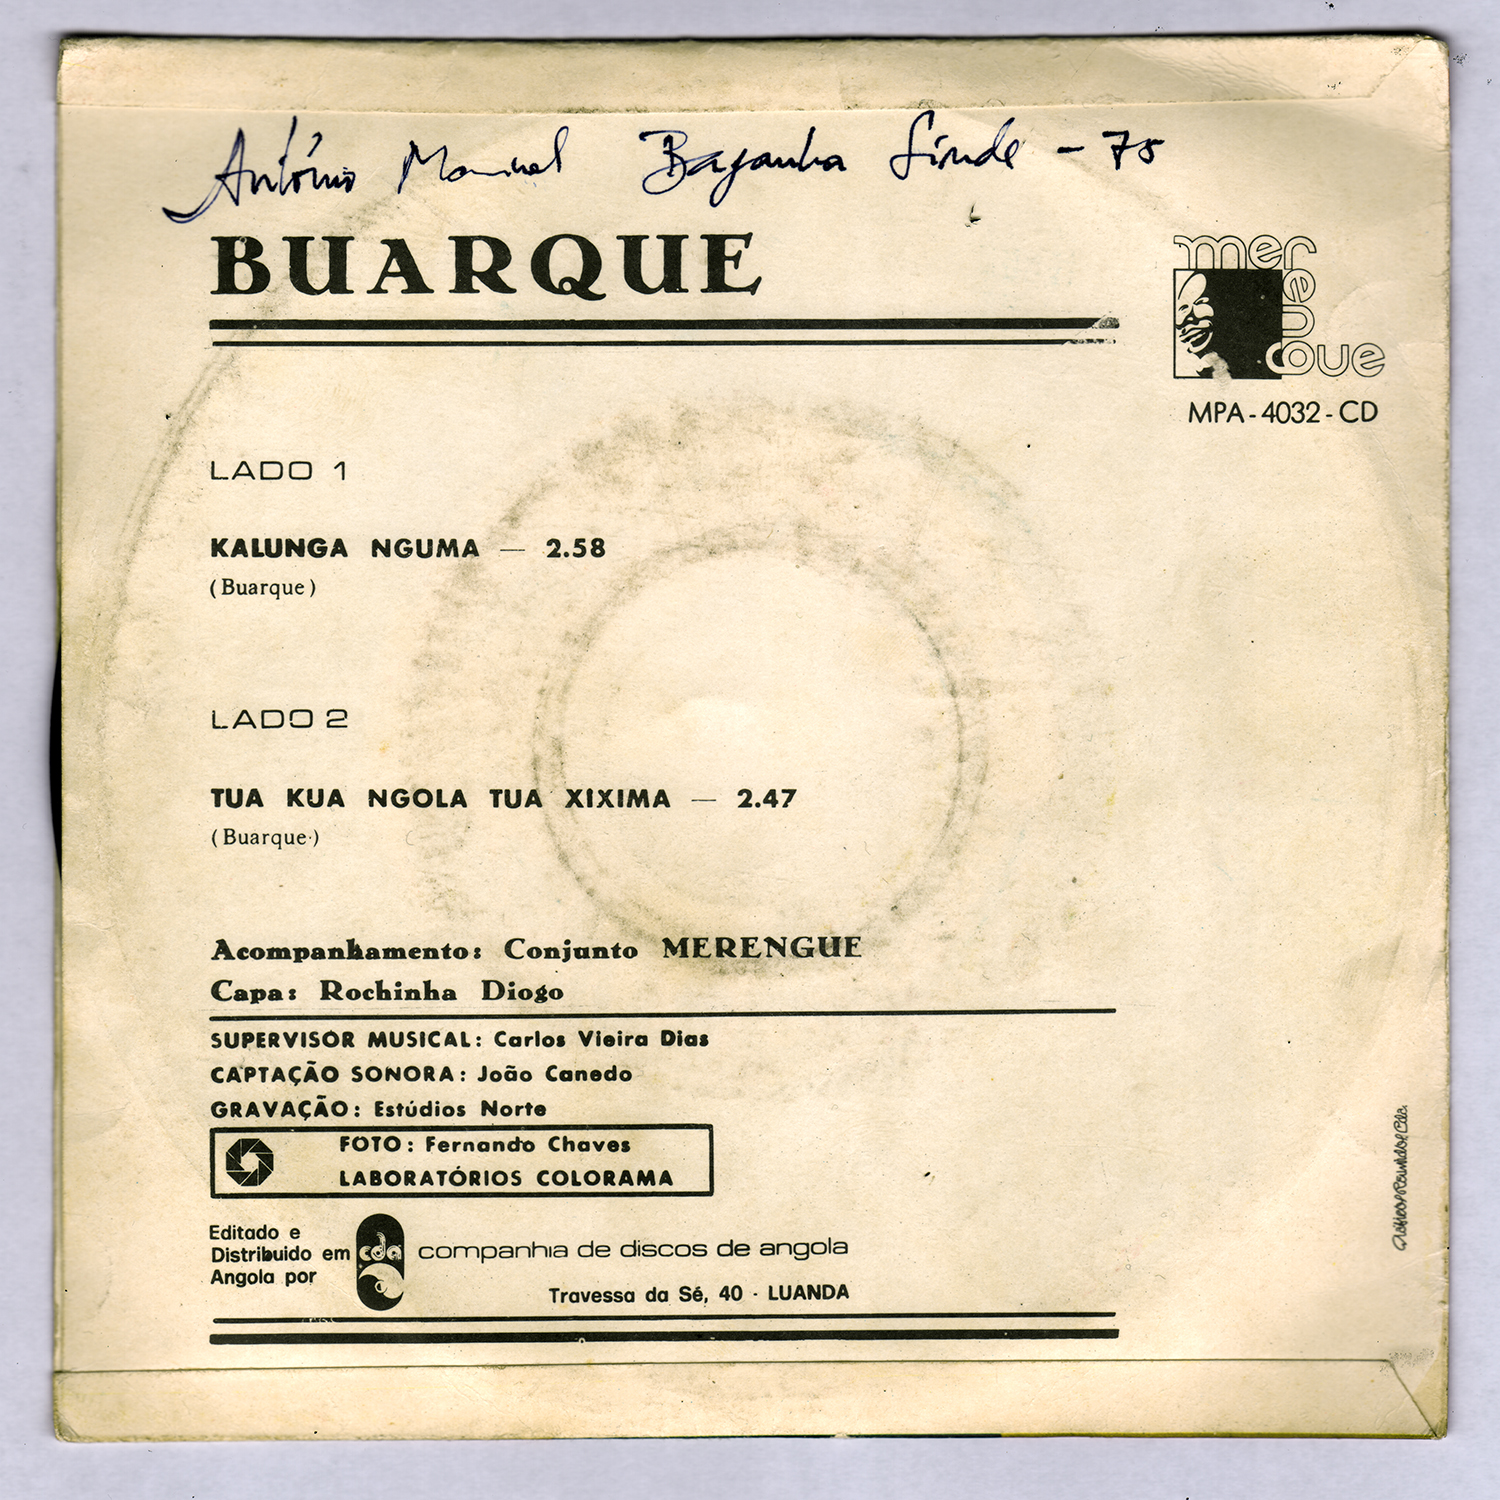 António Manuel Bayanha Sinde - 75
BUARQUE
merengue
MPA-4032-CD
LADO 1
KALUNGA NGUMA — 2.58
(Buarque)
LADO 2
TUA KUA NGOLA TUA XIXIMA — 2.47
(Buarque)
Acompanhamento: Conjunto MERENGUE
Capa: Rochinha Diogo
SUPERVISOR MUSICAL: Carlos Vieira Dias
CAPTAÇÃO SONORA: João Canedo
GRAVAÇÃO: Estúdios Norte
FOTO: Fernando Chaves
LABORATÓRIOS COLORAMA
Editado e
Distribuido em
Angola por
cda companhia de discos de angola
Travessa da Sé, 40 · LUANDA